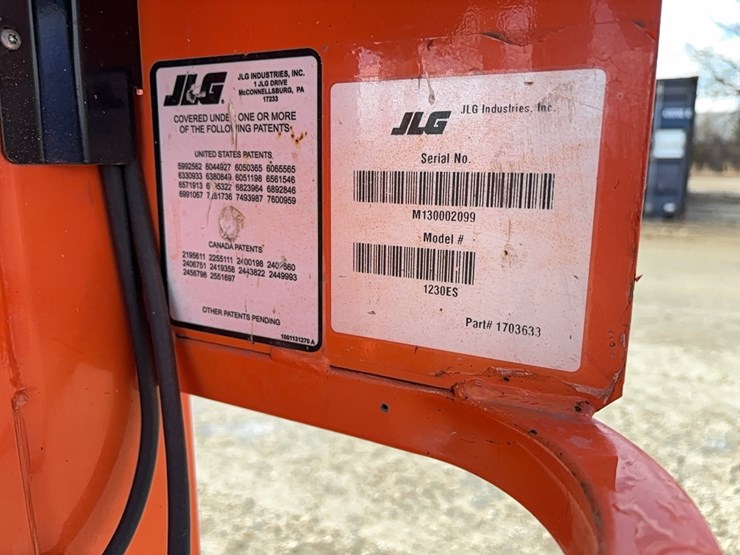 JLG
JLG INDUSTRIES, INC.
1 JLG DRIVE
McCONNELLSBURG, PA
17233
COVERED UNDER ONE OR MORE
OF THE FOLLOWING PATENTS
UNITED STATES PATENTS
5992562 6044927 6050365 6065565
6330933 6380849 6051198 6561546
6571913 6823964 6892846
6991067 7493987 7600959
CANADA PATENTS
2195611 2255111 2400198
2406751 2419358 2443822 2449993
2456798 2551697
OTHER PATENTS PENDING
1001131270 A
JLG
JLG Industries, Inc.
Serial No.
M130002099
Model #
1230ES
Part# 1703633